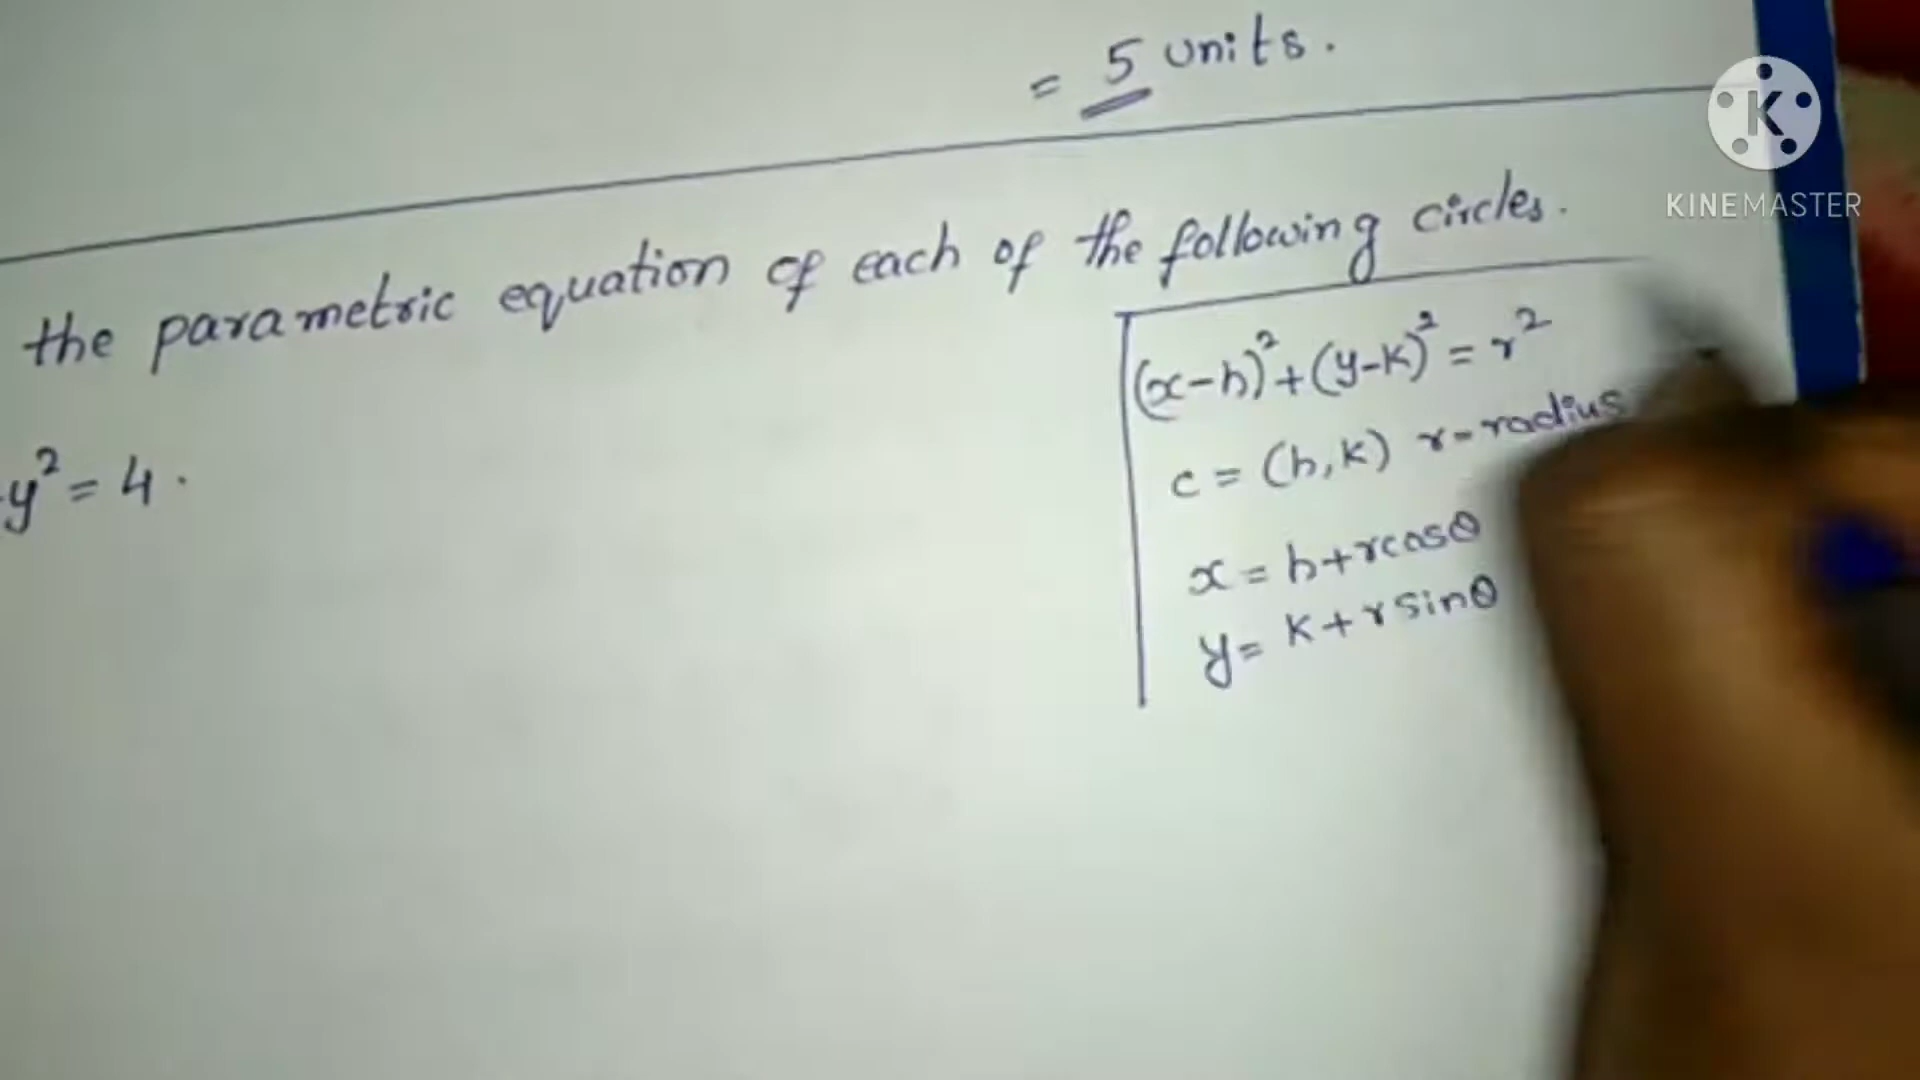 = 5 units.
K
KINEMASTER
the parametric equation of each of the following circles.
(x-h)² + (y-k)² = r²
c = (h, k) r-radius
y² = 4.
x = h+rcosθ
y = k+rsinθ